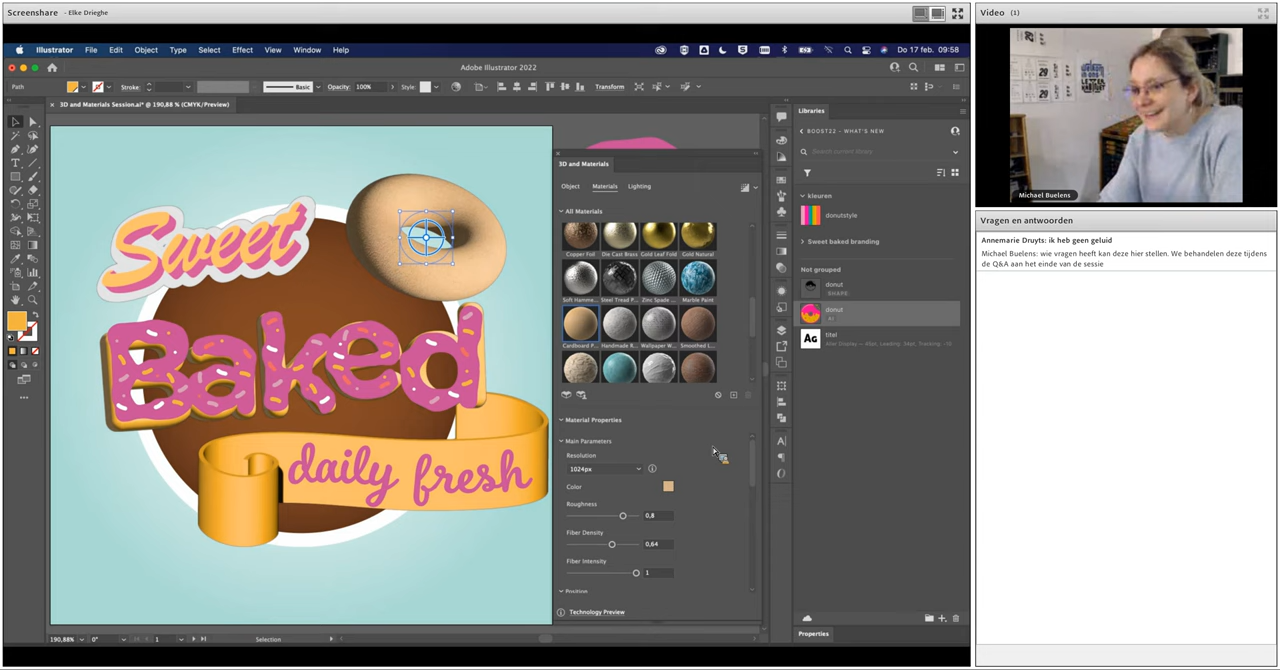 Screenshare - Elke Drieghe
Illustrator File Edit Object Type Select Effect View Window Help
Do 17 feb. 09:58
Adobe Illustrator 2022
Path
Stroke:
Basic
Opacity: 100%
Style:
Transform
× 3D and Materials Session.ai* @ 190,88 % (CMYK/Preview)
Sweet
Baked
daily fresh
3D and Materials
Object Materials Lighting
All Materials
Copper Foil Die Cast Brass Gold Leaf Fold Gold Natural
Soft Hamme... Steel Tread P... Zinc Spade ... Marble Paint
Cardboard P... Handmade R... Wallpaper W... Smoothed L...
Material Properties
Main Parameters
Resolution
1024px
Color
Roughness
0,8
Fiber Density
0,64
Fiber Intensity
1
Position
Technology Preview
190,88% 0° 1 Selection
Libraries
BOOST22 - WHAT'S NEW
Search current library
kleuren
donutstyle
Sweet baked branding
Not grouped
donut
SHAPE
donut
Ai
Ag
titel
Properties
Video (1)
Michael Buelens
Vragen en antwoorden
Annemarie Druyts: ik heb geen geluid
Michael Buelens: wie vragen heeft kan deze hier stellen. We behandelen deze tijdens
de Q&A aan het einde van de sessie